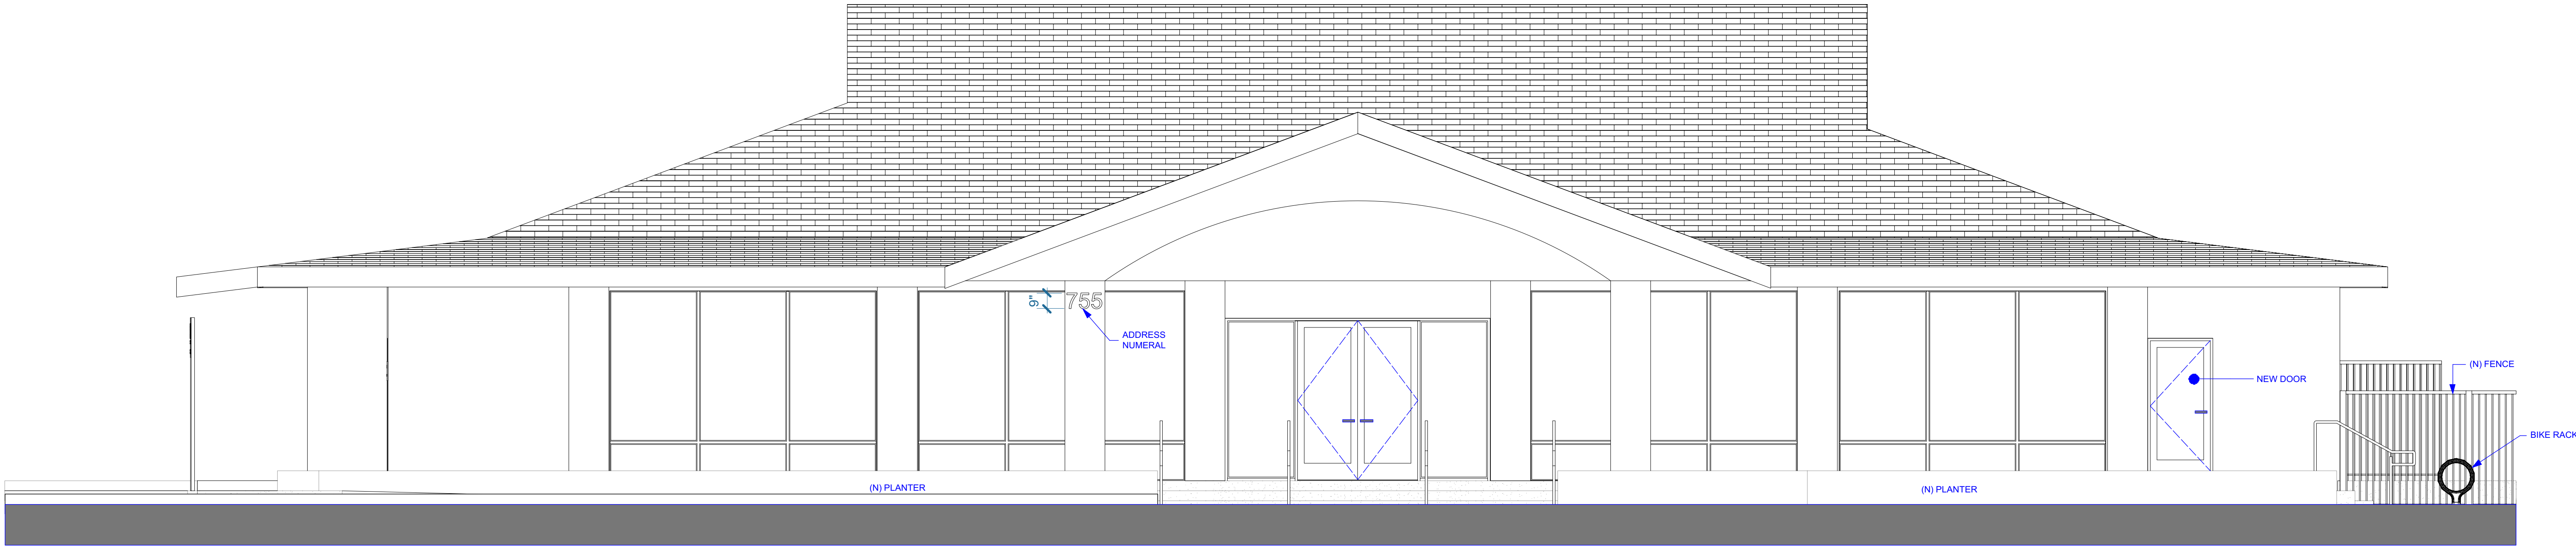 9"
755
ADDRESS
NUMERAL
(N) FENCE
NEW DOOR
BIKE RACK
(N) PLANTER
(N) PLANTER